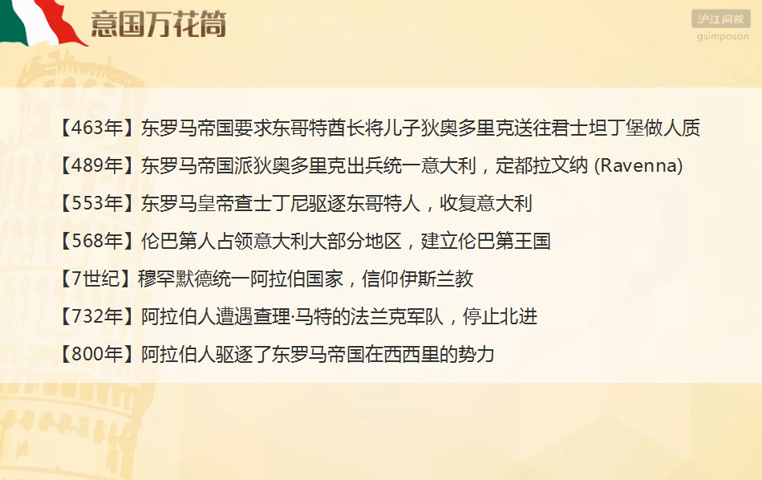 意国万花筒
沪江网校
gsimposon
【463年】东罗马帝国要求东哥特酋长将儿子狄奥多里克送往君士坦丁堡做人质
【489年】东罗马帝国派狄奥多里克出兵统一意大利，定都拉文纳 (Ravenna)
【553年】东罗马皇帝查士丁尼驱逐东哥特人，收复意大利
【568年】伦巴第人占领意大利大部分地区，建立伦巴第王国
【7世纪】穆罕默德统一阿拉伯国家，信仰伊斯兰教
【732年】阿拉伯人遭遇查理·马特的法兰克军队，停止北进
【800年】阿拉伯人驱逐了东罗马帝国在西西里的势力